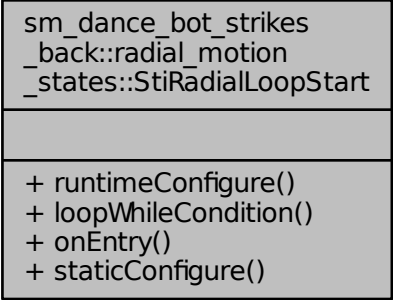 sm_dance_bot_strikes
_back::radial_motion
_states::StiRadialLoopStart
+ runtimeConfigure()
+ loopWhileCondition()
+ onEntry()
+ staticConfigure()